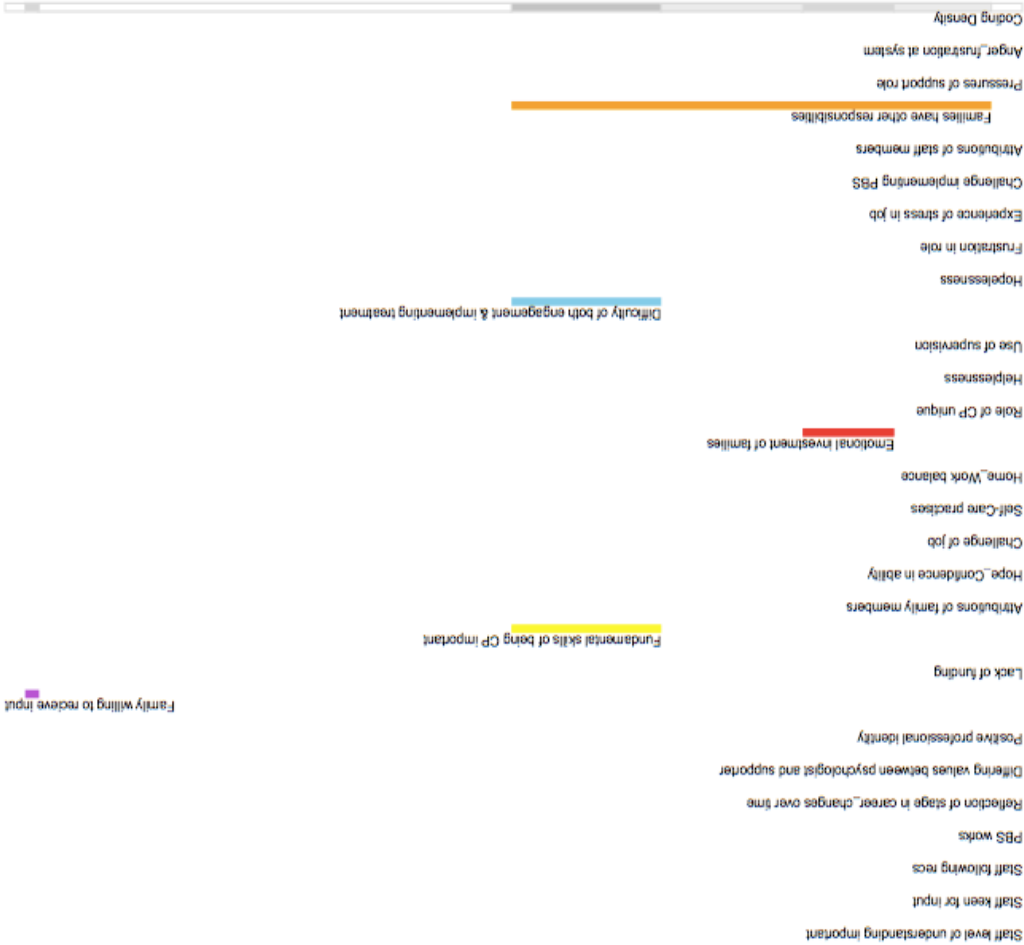 Staff level of understanding important
Staff keen for input
Staff following recs
PBS works
Reflection of stage in career_changes over time
Differing values between psychologist and supporter
Positive professional identity
Family willing to recieve input
Lack of funding
Fundamental skills of being CP important
Attributions of family members
Hope_Confidence in ability
Challenge of job
Self-Care practises
Home_Work balance
Emotional investment of families
Role of CP unique
Helplessness
Use of supervision
Difficulty of both engagement & implementing treatment
Hopelessness
Frustration in role
Experience of stress in job
Challenge implementing PBS
Attributions of staff members
Families have other responsibilties
Pressures of support role
Anger_frustration at system
Coding Density